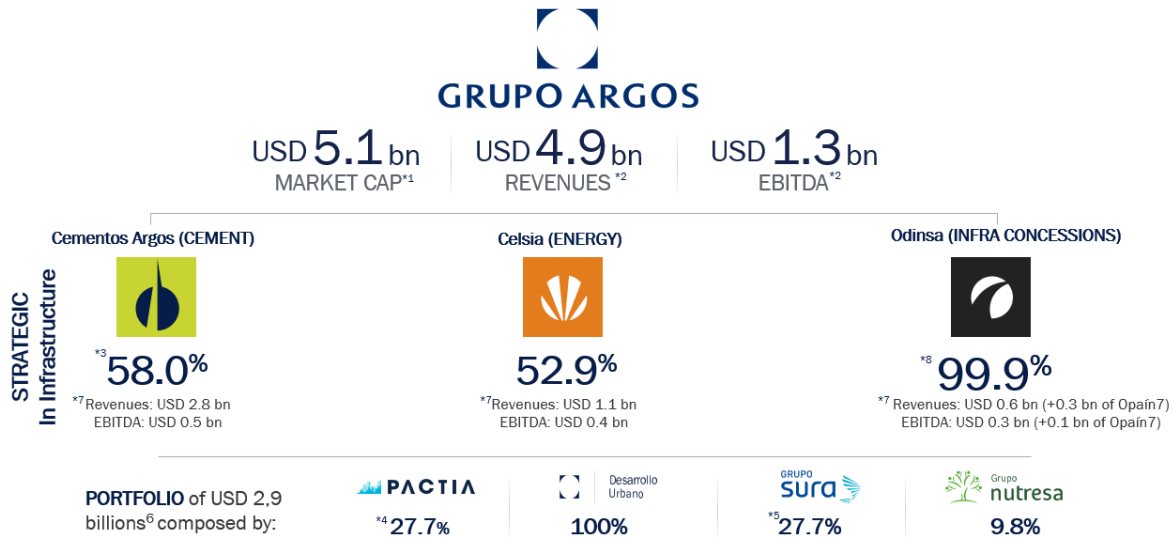 GRUPO ARGOS
USD 5.1 bn
MARKET CAP*1
USD 4.9 bn
REVENUES *2
USD 1.3 bn
EBITDA*2
STRATEGIC
In Infrastructure
Cementos Argos (CEMENT)
*3 58.0%
*7 Revenues: USD 2.8 bn
EBITDA: USD 0.5 bn
Celsia (ENERGY)
52.9%
*7 Revenues: USD 1.1 bn
EBITDA: USD 0.4 bn
Odinsa (INFRA CONCESSIONS)
*8 99.9%
*7 Revenues: USD 0.6 bn (+0.3 bn of Opaín7)
EBITDA: USD 0.3 bn (+0.1 bn of Opaín7)
PORTFOLIO of USD 2,9
billions6 composed by:
PACTIA
*4 27.7%
Desarrollo
Urbano
100%
GRUPO
sura
*5 27.7%
Grupo
nutresa
9.8%